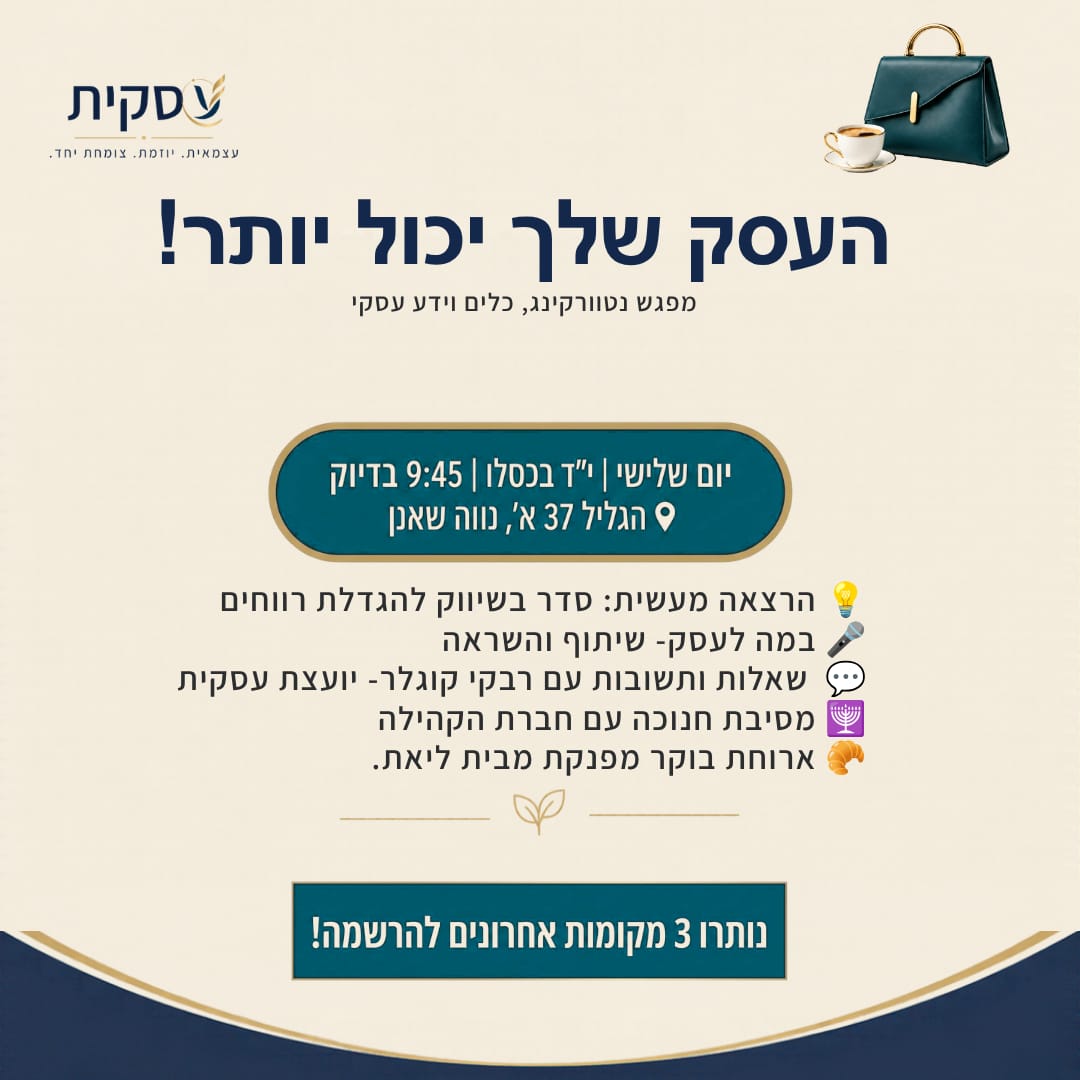 עסקית
עצמאית. יוזמת. צומחת יחד.
העסק שלך יכול יותר!
מפגש נטוורקינג, כלים וידע עסקי
יום שלישי | י"ד בכסלו | 9:45 בדיוק
הגליל 37 א', נווה שאנן
הרצאה מעשית: סדר בשיווק להגדלת רווחים
במה לעסק- שיתוף והשראה
שאלות ותשובות עם רבקי קוגלר- יועצת עסקית
מסיבת חנוכה עם חברת הקהילה
ארוחת בוקר מפנקת מבית ליאת.
נותרו 3 מקומות אחרונים להרשמה!